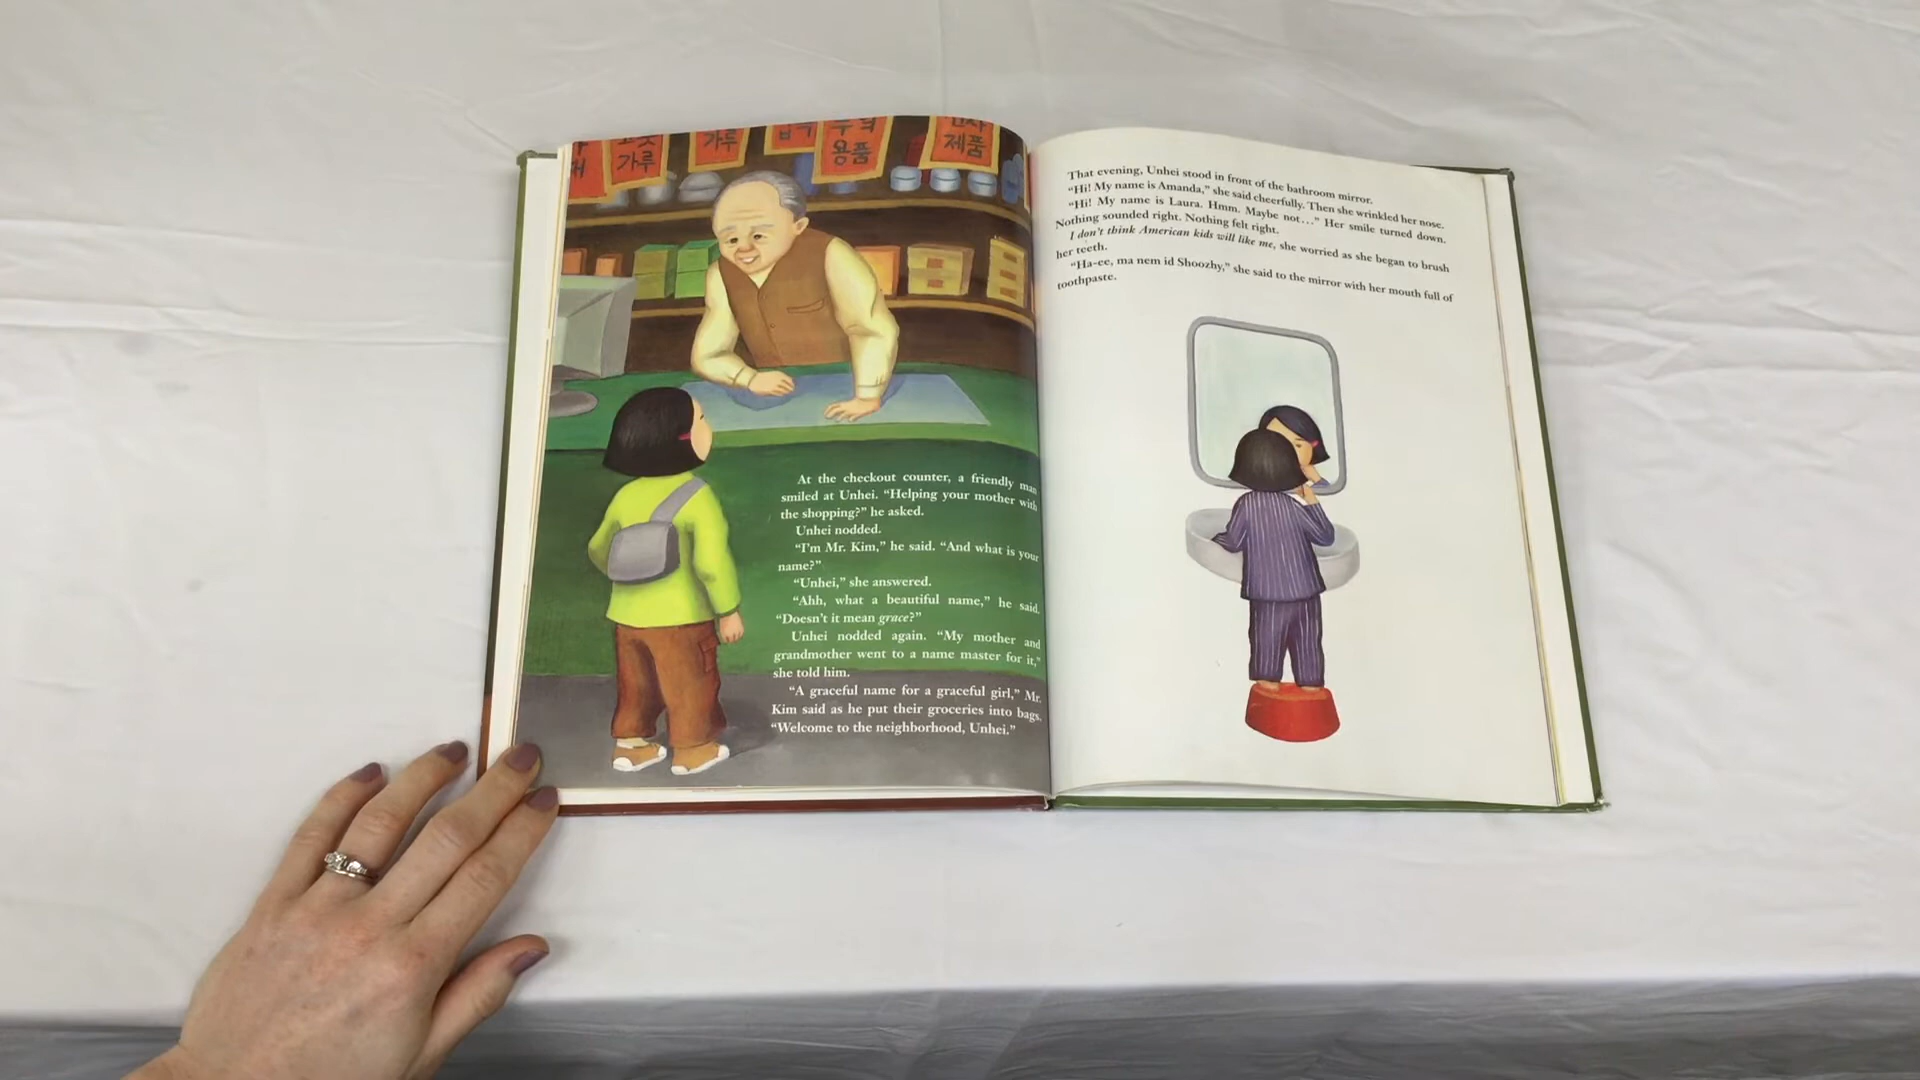 가루
가루
용품
제품
At the checkout counter, a friendly man
smiled at Unhei. “Helping your mother with
the shopping?” he asked.
Unhei nodded.
“I’m Mr. Kim,” he said. “And what is your
name?”
“Unhei,” she answered.
“Ahh, what a beautiful name,” he said.
“Doesn’t it mean grace?”
Unhei nodded again. “My mother and
grandmother went to a name master for it,”
she told him.
“A graceful name for a graceful girl,” Mr.
Kim said as he put their groceries into bags.
“Welcome to the neighborhood, Unhei.”
That evening, Unhei stood in front of the bathroom mirror.
“Hi! My name is Amanda,” she said cheerfully. Then she wrinkled her nose.
“Hi! My name is Laura. Hmm. Maybe not…” Her smile turned down.
Nothing sounded right. Nothing felt right.
I don’t think American kids will like me, she worried as she began to brush
her teeth.
“Ha-ee, ma nem id Shoozhy,” she said to the mirror with her mouth full of
toothpaste.